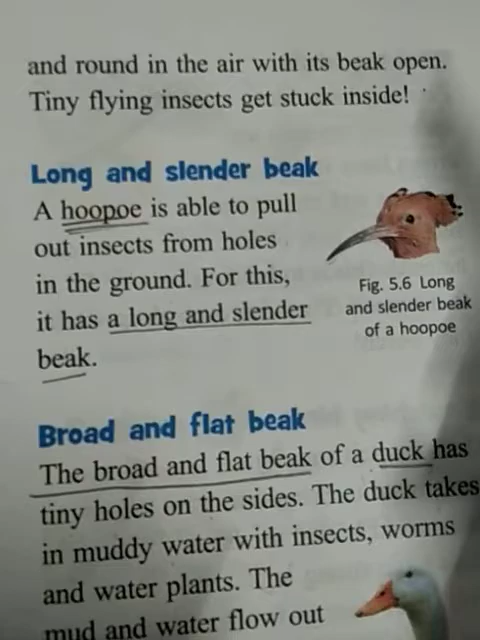 and round in the air with its beak open.
Tiny flying insects get stuck inside!
Long and slender beak
A hoopoe is able to pull
out insects from holes
in the ground. For this,
it has a long and slender
beak.
Fig. 5.6 Long
and slender beak
of a hoopoe
Broad and flat beak
The broad and flat beak of a duck has
tiny holes on the sides. The duck takes
in muddy water with insects, worms
and water plants. The
mud and water flow out